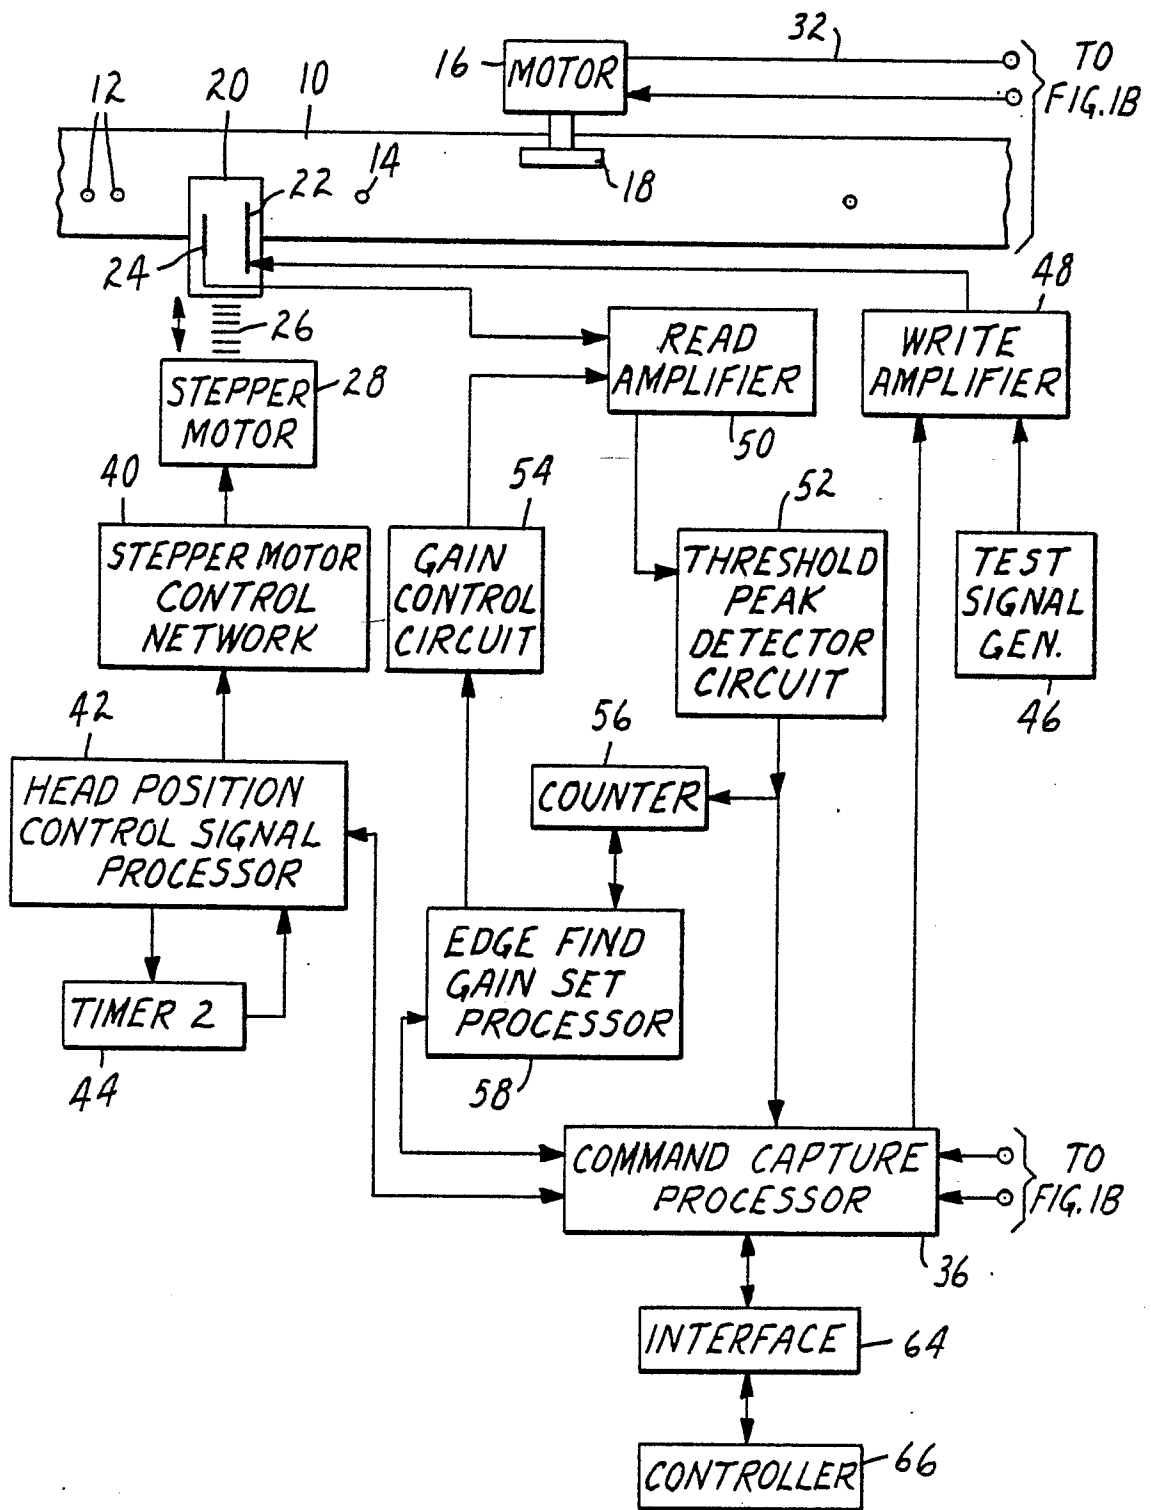 32
16
MOTOR
TO
FIG.1B
12
20
10
14
18
22
24
26
48
READ
AMPLIFIER
WRITE
AMPLIFIER
STEPPER
MOTOR
28
50
40
54
52
STEPPER MOTOR
CONTROL
NETWORK
GAIN
CONTROL
CIRCUIT
THRESHOLD
PEAK
DETECTOR
CIRCUIT
TEST
SIGNAL
GEN.
46
42
56
HEAD POSITION
CONTROL SIGNAL
PROCESSOR
COUNTER
EDGE FIND
GAIN SET
PROCESSOR
TIMER 2
44
58
COMMAND CAPTURE
PROCESSOR
TO
FIG.1B
36
INTERFACE
64
CONTROLLER
66